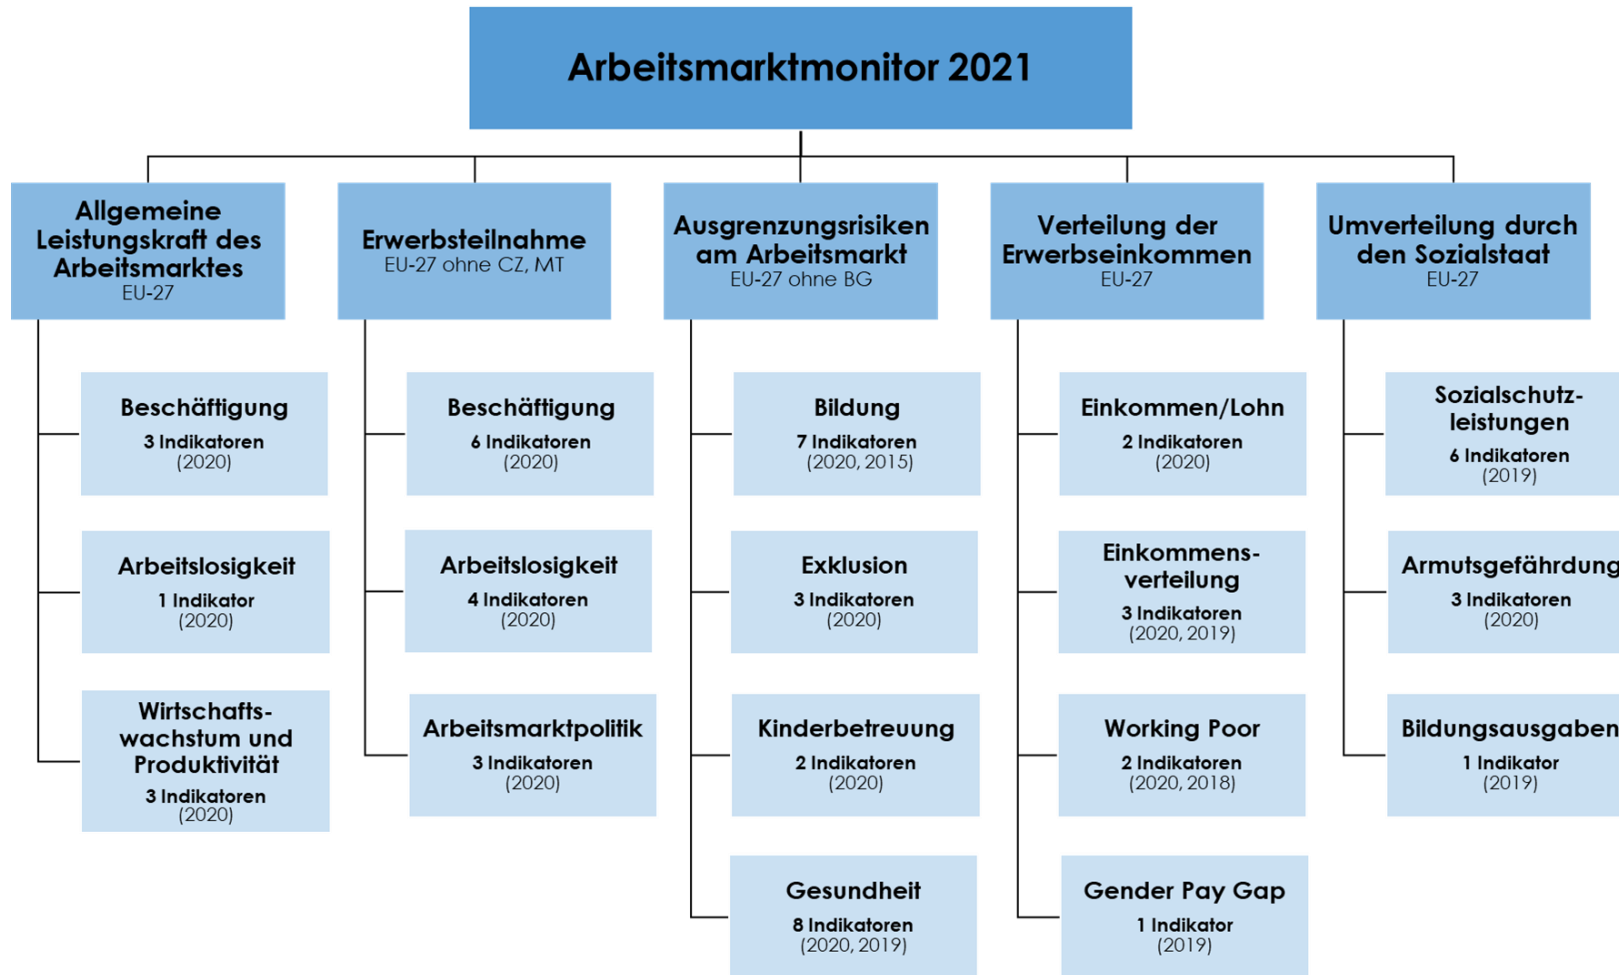 Arbeitsmarktmonitor 2021
Allgemeine
Leistungskraft des
Arbeitsmarktes
EU-27
Beschäftigung
3 Indikatoren
(2020)
Arbeitslosigkeit
1 Indikator
(2020)
Wirtschafts-
wachstum und
Produktivität
3 Indikatoren
(2020)
Erwerbsteilnahme
EU-27 ohne CZ, MT
Beschäftigung
6 Indikatoren
(2020)
Arbeitslosigkeit
4 Indikatoren
(2020)
Arbeitsmarktpolitik
3 Indikatoren
(2020)
Ausgrenzungsrisiken
am Arbeitsmarkt
EU-27 ohne BG
Bildung
7 Indikatoren
(2020, 2015)
Exklusion
3 Indikatoren
(2020)
Kinderbetreuung
2 Indikatoren
(2020)
Gesundheit
8 Indikatoren
(2020, 2019)
Verteilung der
Erwerbseinkommen
EU-27
Einkommen/Lohn
2 Indikatoren
(2020)
Einkommens-
verteilung
3 Indikatoren
(2020, 2019)
Working Poor
2 Indikatoren
(2020, 2018)
Gender Pay Gap
1 Indikator
(2019)
Umverteilung durch
den Sozialstaat
EU-27
Sozialschutz-
leistungen
6 Indikatoren
(2019)
Armutsgefährdung
3 Indikatoren
(2020)
Bildungsausgaben
1 Indikator
(2019)